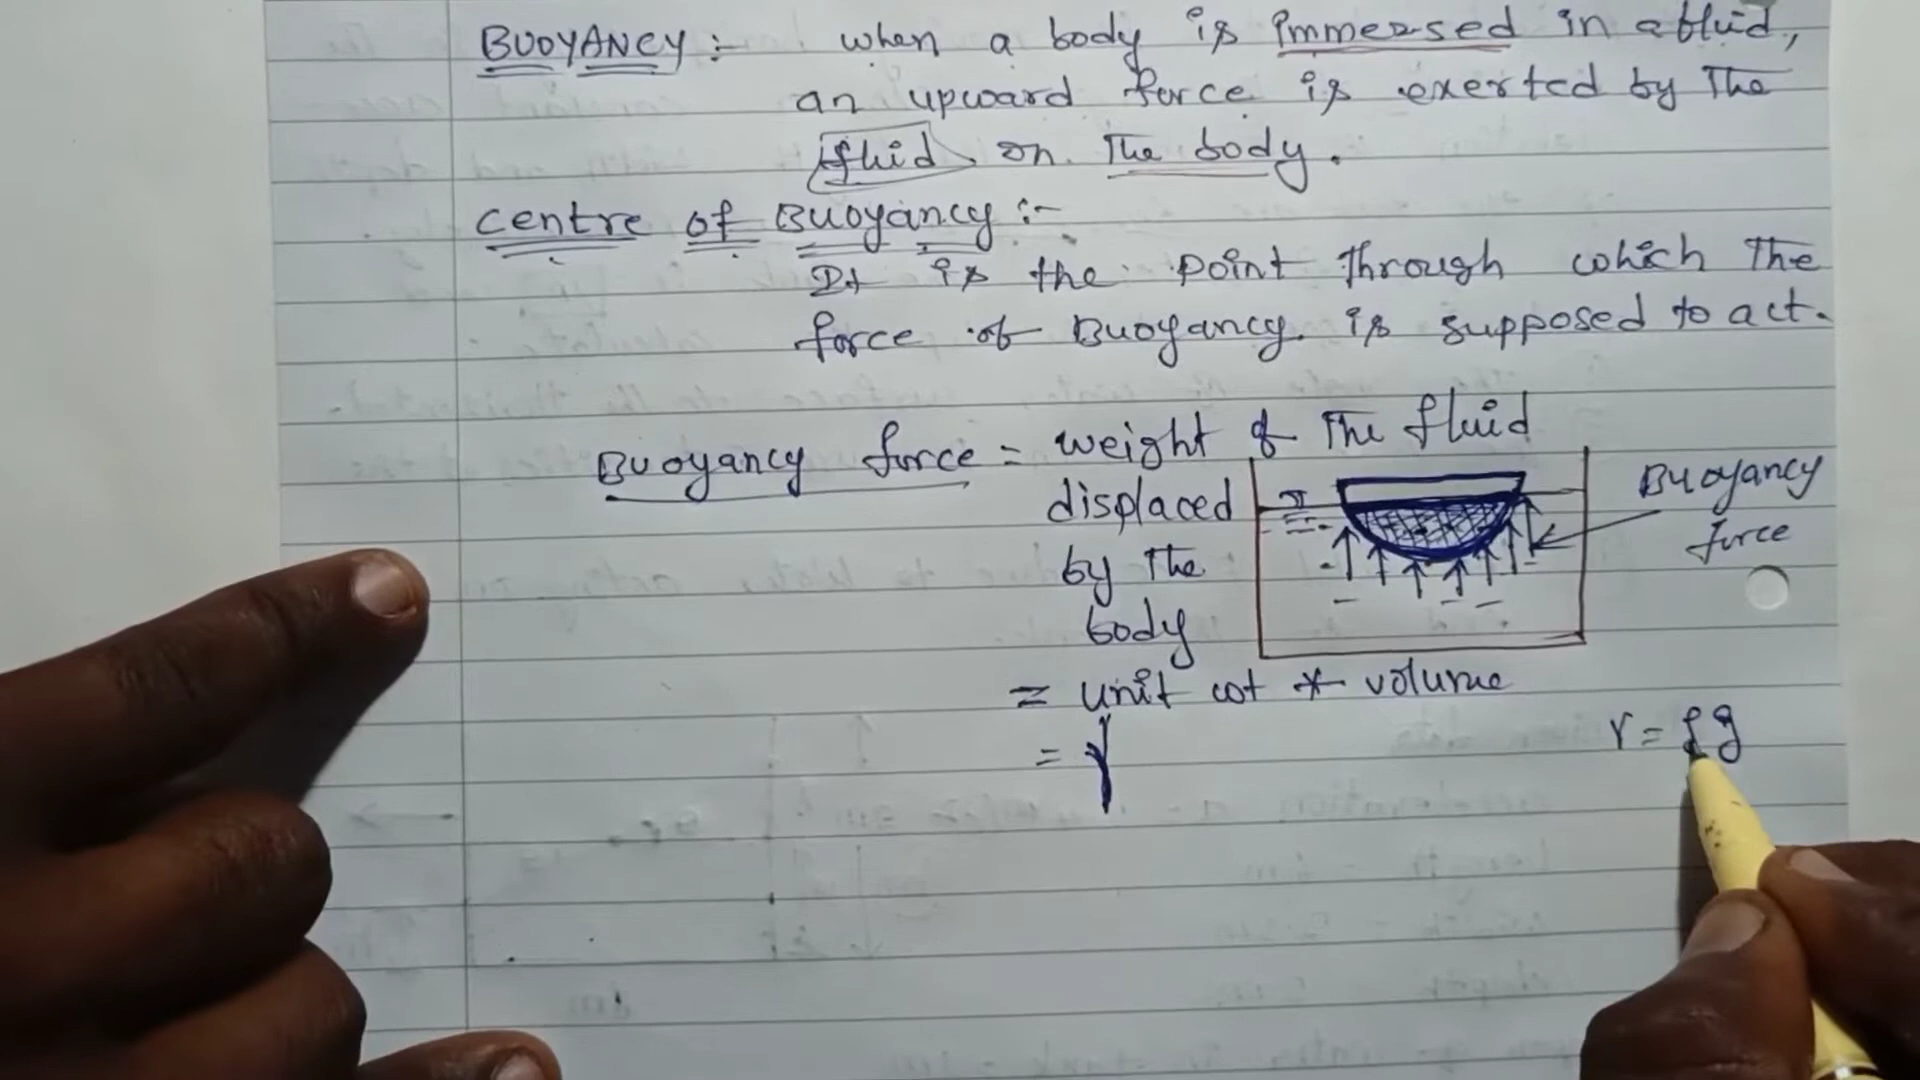 BUOYANCY :- when a body is immersed in a fluid,
an upward force is exerted by The
fluid on The body.
centre of Buoyancy :-
It is the point Through which The
force of Buoyancy is supposed to act.
Buoyancy force = weight of The fluid
displaced
by The
body
Buoyancy
force
= unit wt * volume
= γ
γ = ρg